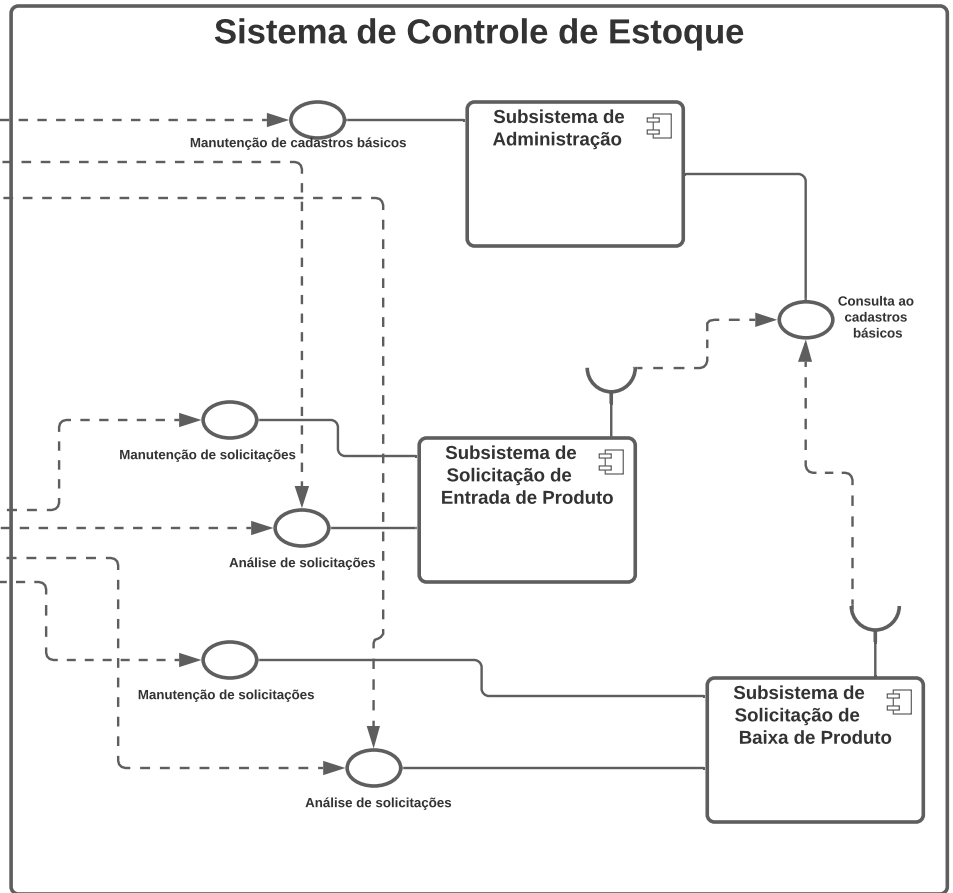 Sistema de Controle de Estoque
Subsistema de
Administração
Manutenção de cadastros básicos
Consulta ao
cadastros
básicos
Subsistema de
Solicitação de
Entrada de Produto
Manutenção de solicitações
Análise de solicitações
Subsistema de
Solicitação de
Baixa de Produto
Manutenção de solicitações
Análise de solicitações